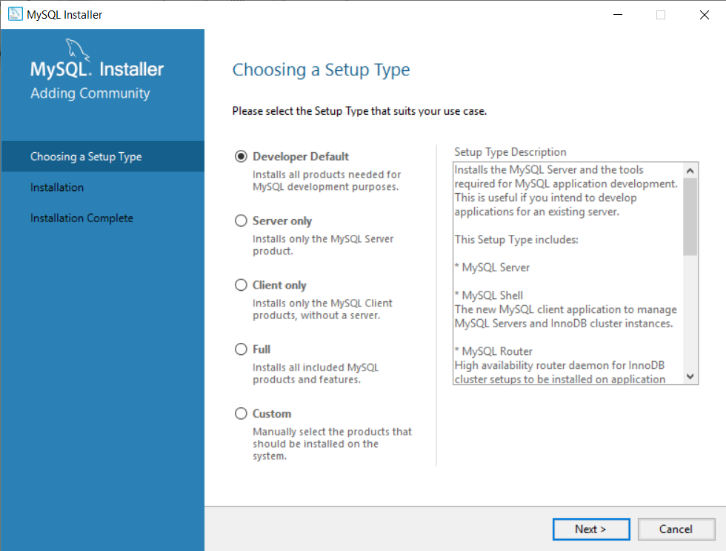 MySQL Installer
MySQL. Installer
Adding Community
Choosing a Setup Type
Installation
Installation Complete
Choosing a Setup Type
Please select the Setup Type that suits your use case.
Developer Default
Installs all products needed for
MySQL development purposes.
Server only
Installs only the MySQL Server
product.
Client only
Installs only the MySQL Client
products, without a server.
Full
Installs all included MySQL
products and features.
Custom
Manually select the products that
should be installed on the
system.
Setup Type Description
Installs the MySQL Server and the tools
required for MySQL application development.
This is useful if you intend to develop
applications for an existing server.
This Setup Type includes:
* MySQL Server
* MySQL Shell
The new MySQL client application to manage
MySQL Servers and InnoDB cluster instances.
* MySQL Router
High availability router daemon for InnoDB
cluster setups to be installed on application
Next >
Cancel